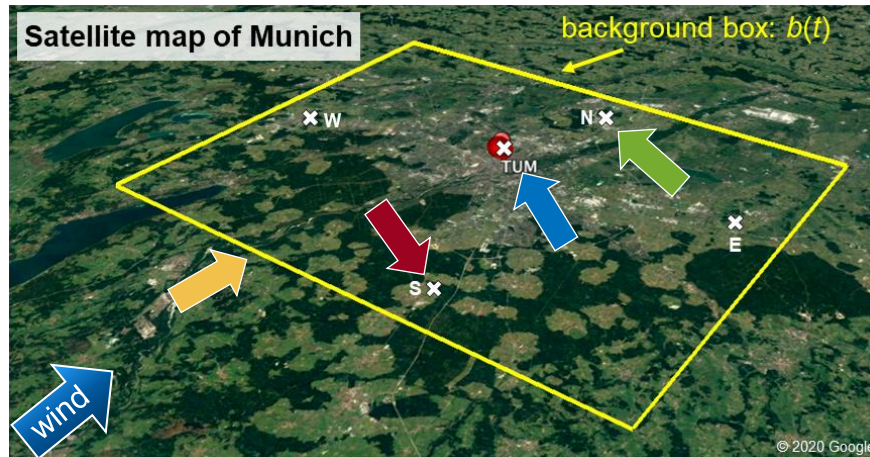 Satellite map of Munich
background box: b(t)
W
N
TUM
E
S
wind
© 2020 Google